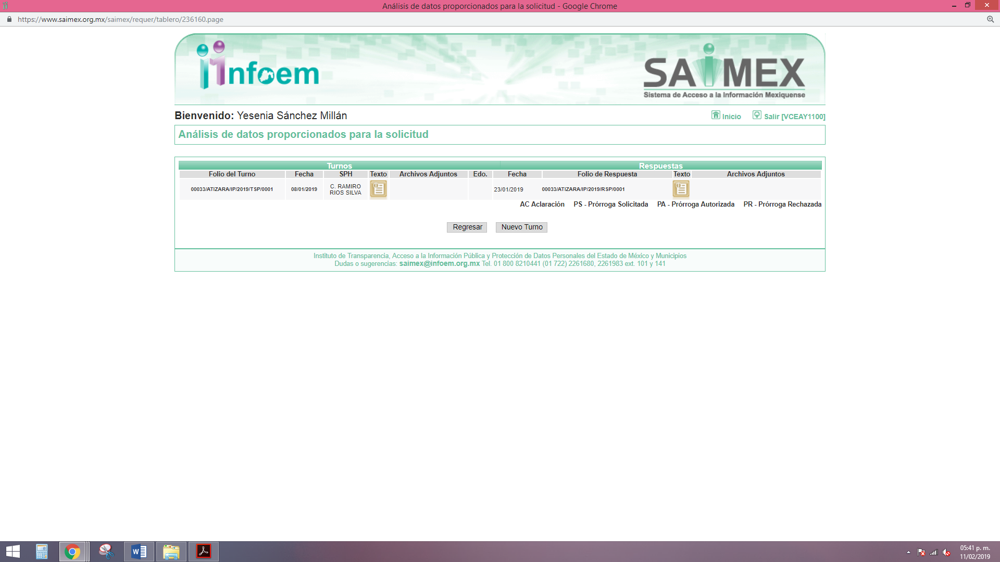 Análisis de datos proporcionados para la solicitud - Google Chrome
https://www.saimex.org.mx/saimex/requer/tablero/236160.page
infoem
SAIMEX
Sistema de Acceso a la Información Mexiquense
Bienvenido: Yesenia Sánchez Millán
Inicio Salir [VCEAY1100]
Análisis de datos proporcionados para la solicitud
Turnos Respuestas
Folio del Turno Fecha SPH Texto Archivos Adjuntos Edo. Fecha Folio de Respuesta Texto Archivos Adjuntos
00033/ATIZARA/IP/2019/TSP/0001 08/01/2019 C. RAMIRO RIOS SILVA 23/01/2019 00033/ATIZARA/IP/2019/RSP/0001
AC Aclaración PS - Prórroga Solicitada PA - Prórroga Autorizada PR - Prórroga Rechazada
Regresar Nuevo Turno
Instituto de Transparencia, Acceso a la Información Pública y Protección de Datos Personales del Estado de México y Municipios
Dudas o sugerencias: saimex@infoem.org.mx Tel. 01 800 8210441 (01 722) 2261680, 2261983 ext. 101 y 141
05:41 p. m.
11/02/2019